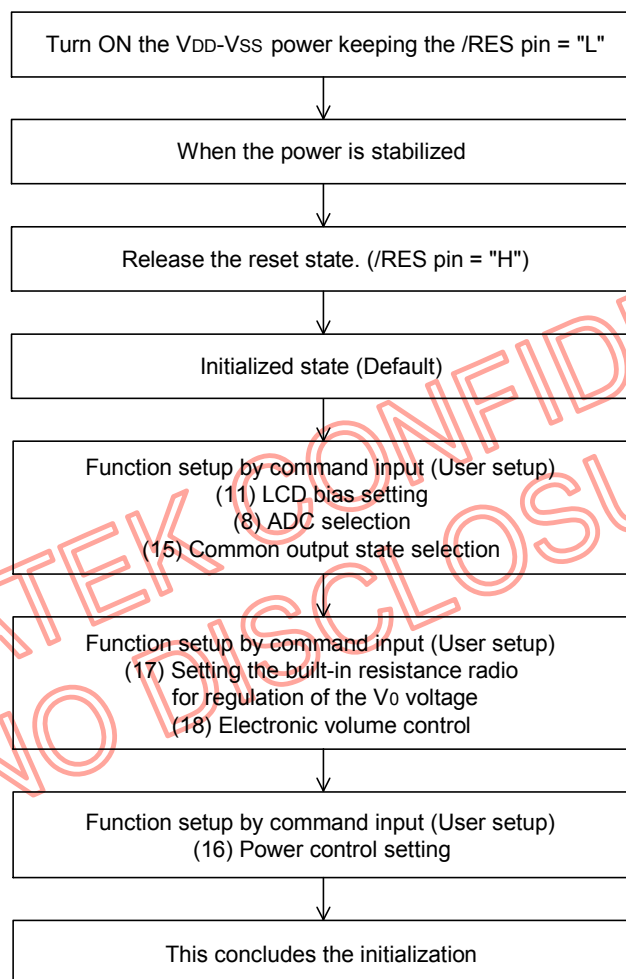 Turn ON the VDD-VSS power keeping the /RES pin = "L"
When the power is stabilized
Release the reset state. (/RES pin = "H")
Initialized state (Default)
Function setup by command input (User setup)
(11) LCD bias setting
(8) ADC selection
(15) Common output state selection
Function setup by command input (User setup)
(17) Setting the built-in resistance radio
for regulation of the V0 voltage
(18) Electronic volume control
Function setup by command input (User setup)
(16) Power control setting
This concludes the initialization
NO DISCLOSU